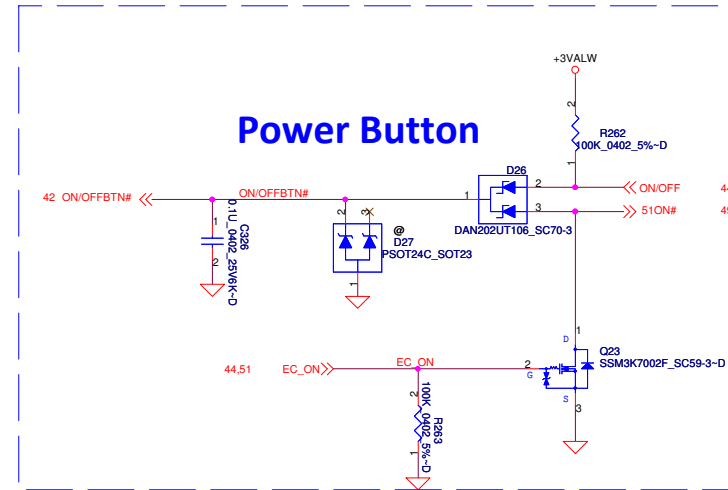 +3VALW
2
Power Button
R262
100K_0402_5%~D
1
D26
42 ON/OFFBTN#
ON/OFFBTN#
1
2
ON/OFF
44
3
51ON#
DAN202UT106_SC70-3
1
2
C326
0.1U_0402_25V6K~D
2
3
@
D27
PSOT24C_SOT23
1
1
D
Q23
SSM3K7002F_SC59-3~D
44,51 EC_ON
EC_ON
2
G
S
3
2
R263
100K_0402_5%~D
1